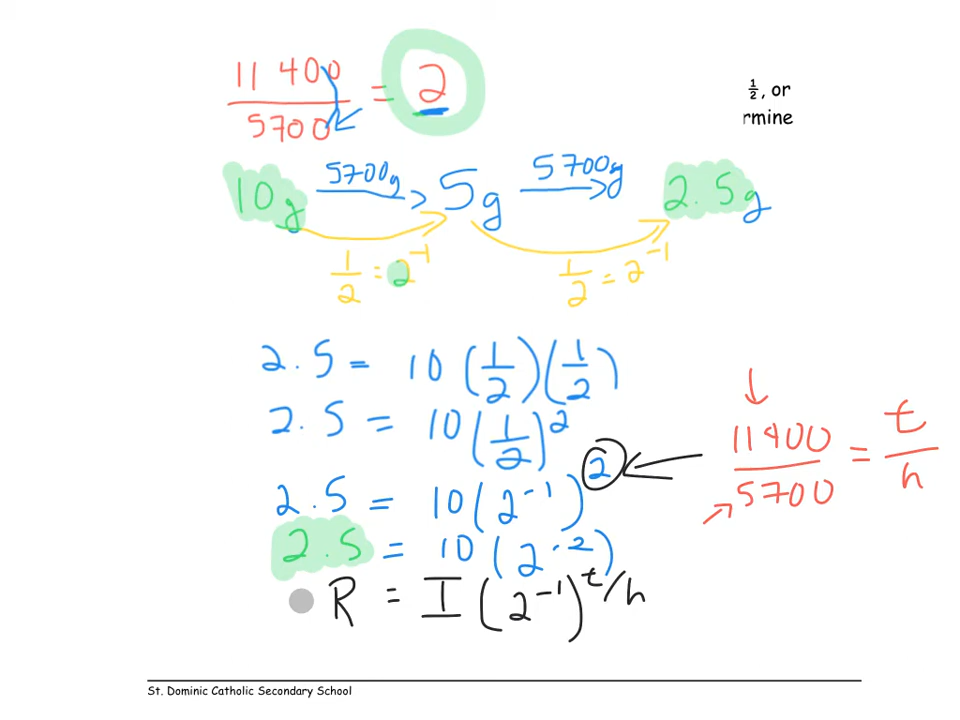 11 400 / 5700 = 2
½, or
rmine
10g 5700g → 5g 5700g → 2.5g
1/2 = 2^-1 1/2 = 2^-1
2.5 = 10 (1/2)(1/2)
2.5 = 10 (1/2)^2
11400 / 5700 = t / h
2.5 = 10 (2^-1)^2
2.5 = 10 (2^-2)
R = I (2^-1)^t/h
St. Dominic Catholic Secondary School